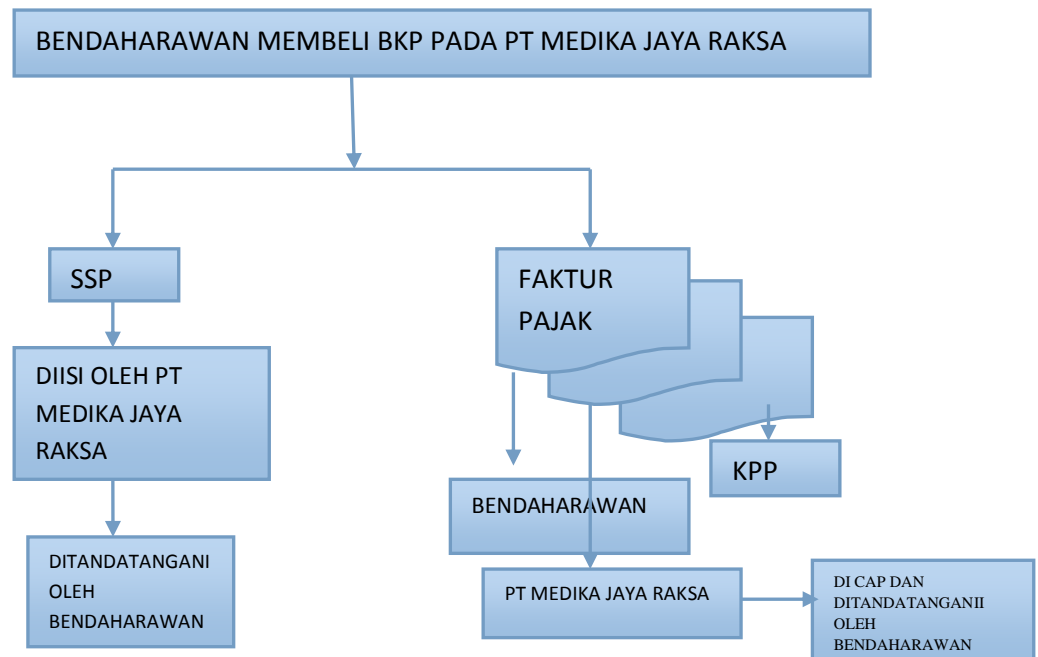 BENDAHARAWAN MEMBELI BKP PADA PT MEDIKA JAYA RAKSA
SSP
DIISI OLEH PT
MEDIKA JAYA
RAKSA
DITANDATANGANI
OLEH
BENDAHARAWAN
FAKTUR
PAJAK
KPP
BENDAHARAWAN
PT MEDIKA JAYA RAKSA
DI CAP DAN
DITANDATANGANII
OLEH
BENDAHARAWAN